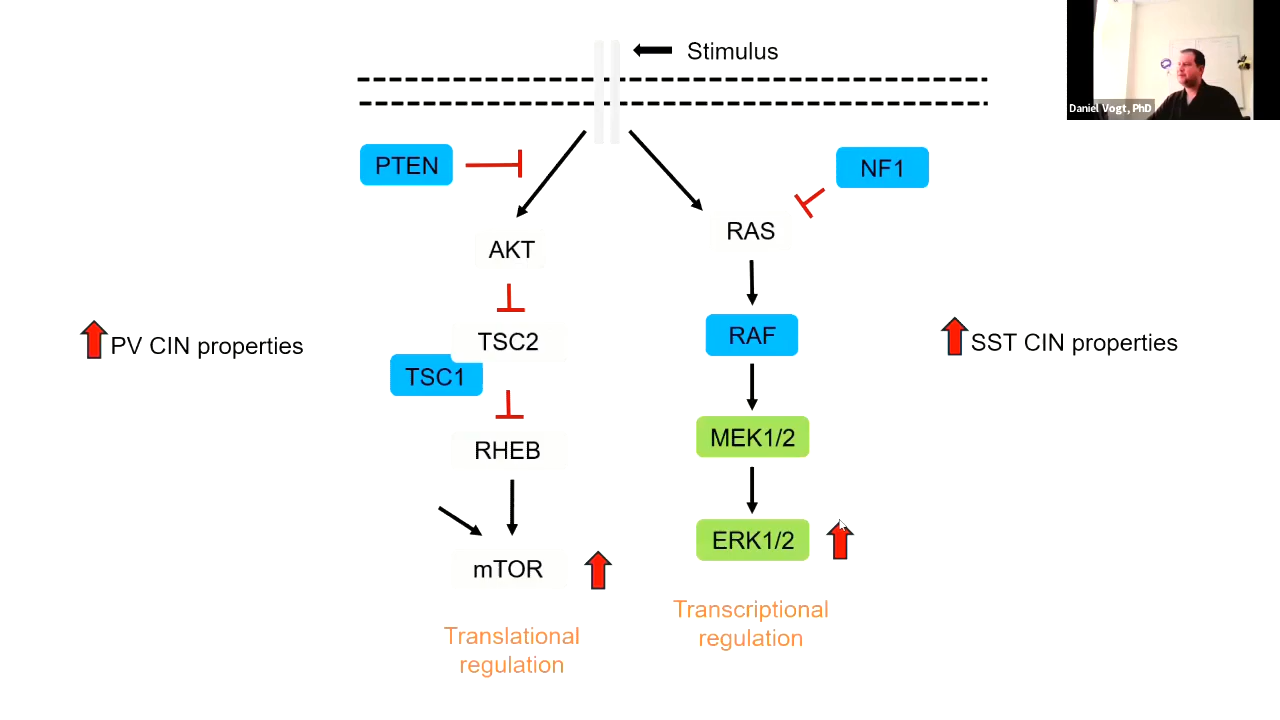 Stimulus
Daniel Vogt, PhD
PTEN
NF1
AKT
RAS
TSC2
RAF
PV CIN properties
SST CIN properties
TSC1
RHEB
MEK1/2
mTOR
ERK1/2
Translational
regulation
Transcriptional
regulation